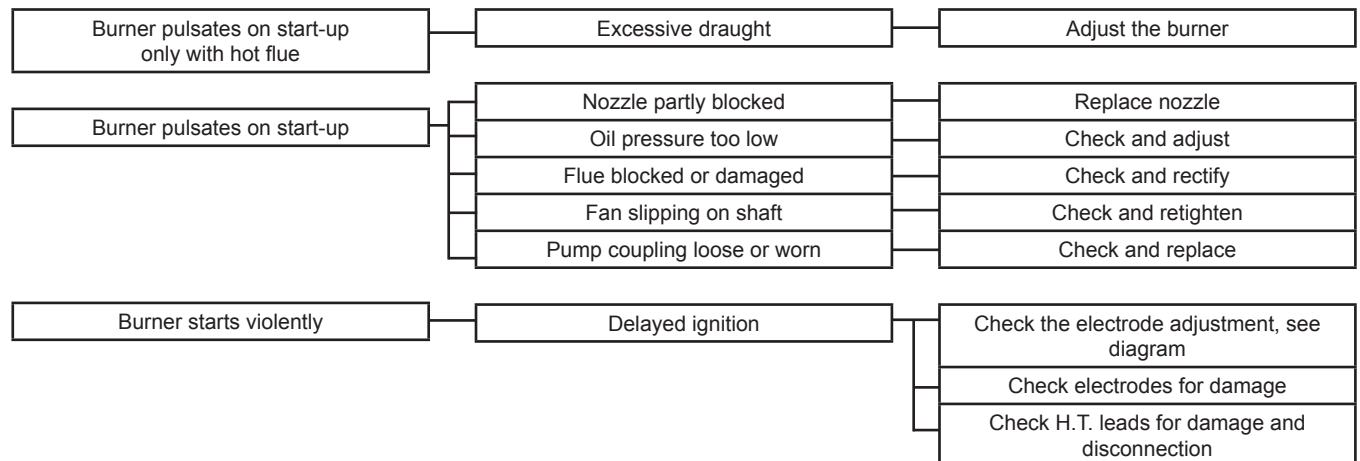 Burner pulsates on start-up
only with hot flue
Excessive draught
Adjust the burner
Burner pulsates on start-up
Nozzle partly blocked
Replace nozzle
Oil pressure too low
Check and adjust
Flue blocked or damaged
Check and rectify
Fan slipping on shaft
Check and retighten
Pump coupling loose or worn
Check and replace
Burner starts violently
Delayed ignition
Check the electrode adjustment, see
diagram
Check electrodes for damage
Check H.T. leads for damage and
disconnection